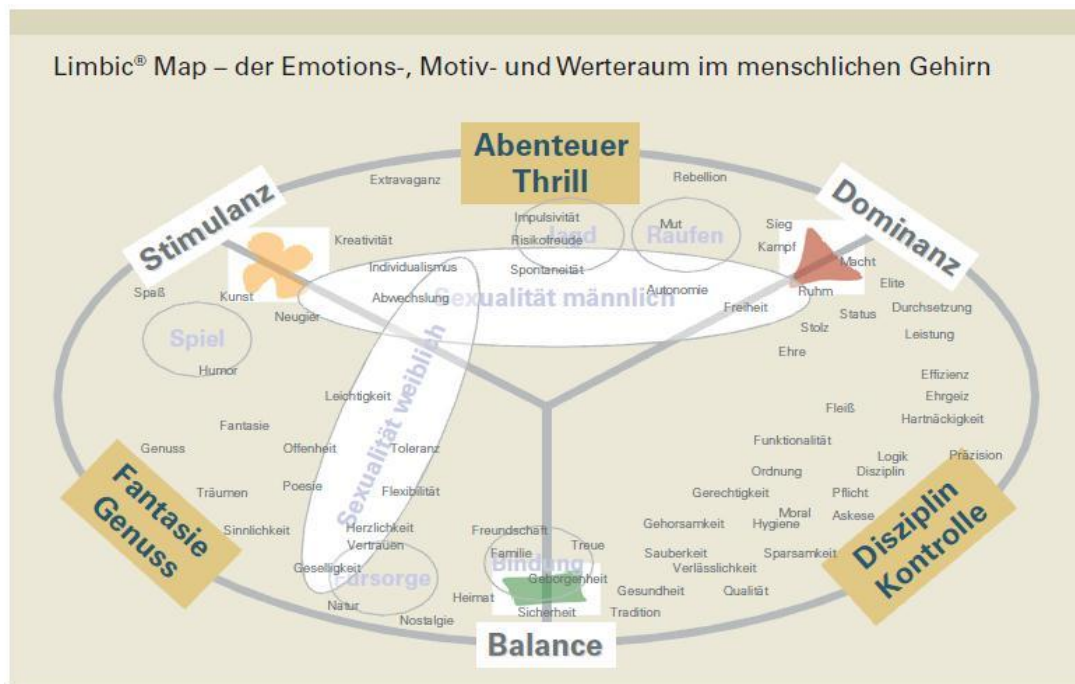 Limbic® Map – der Emotions-, Motiv- und Werteraum im menschlichen Gehirn
Abenteuer
Thrill
Stimulanz
Dominanz
Extravaganz
Rebellion
Impulsivität
Jagd
Mut
Raufen
Sieg
Kreativität
Risikofreude
Kampf
Macht
Individualismus
Spontaneität
Elite
Spaß
Kunst
Abwechslung
Sexualität männlich
Autonomie
Ruhm
Freiheit
Durchsetzung
Neugier
Status
Stolz
Leistung
Spiel
Ehre
Humor
Effizienz
Leichtigkeit
Sexualität weiblich
Ehrgeiz
Fleiß
Hartnäckigkeit
Fantasie
Funktionalität
Genuss
Offenheit
Toleranz
Logik
Präzision
Ordnung
Disziplin
Träumen
Poesie
Flexibilität
Gerechtigkeit
Pflicht
Moral
Askese
Sinnlichkeit
Herzlichkeit
Freundschaft
Gehorsamkeit
Hygiene
Vertrauen
Familie
Treue
Sauberkeit
Sparsamkeit
Geselligkeit
Fürsorge
Bindung
Verlässlichkeit
Geborgenheit
Gesundheit
Qualität
Natur
Heimat
Nostalgie
Sicherheit
Tradition
Fantasie
Genuss
Disziplin
Kontrolle
Balance